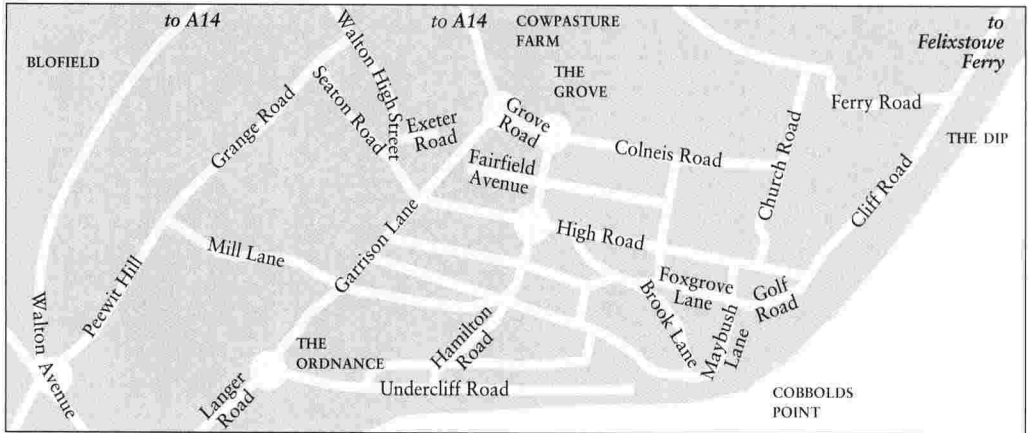 to A14
to A14
COWPASTURE
FARM
to
Felixstowe
Ferry
BLOFIELD
Walton High Street
Seaton Road
Grange Road
Exeter
Road
THE
GROVE
Grove
Road
Ferry Road
THE DIP
Colneis Road
Church Road
Fairfield
Avenue
Cliff Road
High Road
Mill Lane
Garrison Lane
Foxgrove
Lane
Golf
Road
Peewit Hill
Walton Avenue
Brook Lane
Maybush
Lane
THE
ORDNANCE
Hamilton
Road
Langer
Road
Undercliff Road
COBBOLDS
POINT